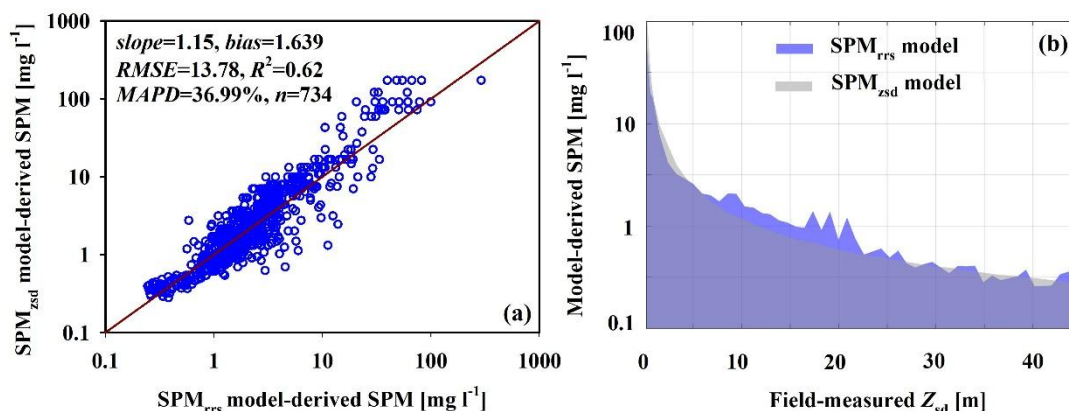 slope=1.15, bias=1.639
RMSE=13.78, R²=0.62
MAPD=36.99%, n=734
1000
100
10
1
0.1
SPMzsd model-derived SPM [mg l⁻¹]
(a)
0.1 1 10 100 1000
SPMrrs model-derived SPM [mg l⁻¹]
SPMrrs model
SPMzsd model
(b)
100
10
1
0.1
Model-derived SPM [mg l⁻¹]
0 10 20 30 40
Field-measured Zsd [m]